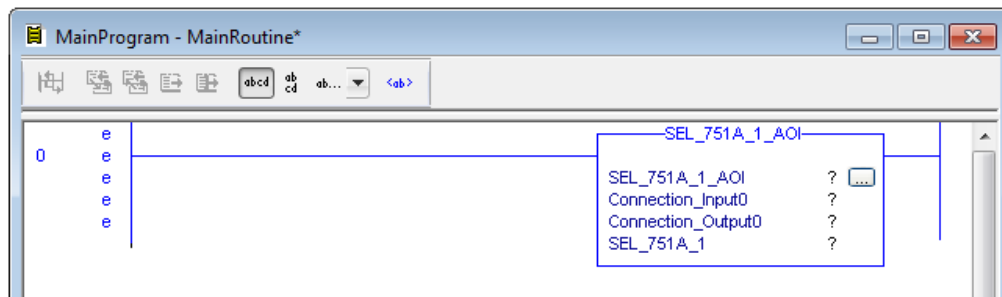 MainProgram - MainRoutine*
abcd ab cd ab... <ab>
e
0 e
e
e
e
SEL_751A_1_AOI
SEL_751A_1_AOI ? ...
Connection_Input0 ?
Connection_Output0 ?
SEL_751A_1 ?